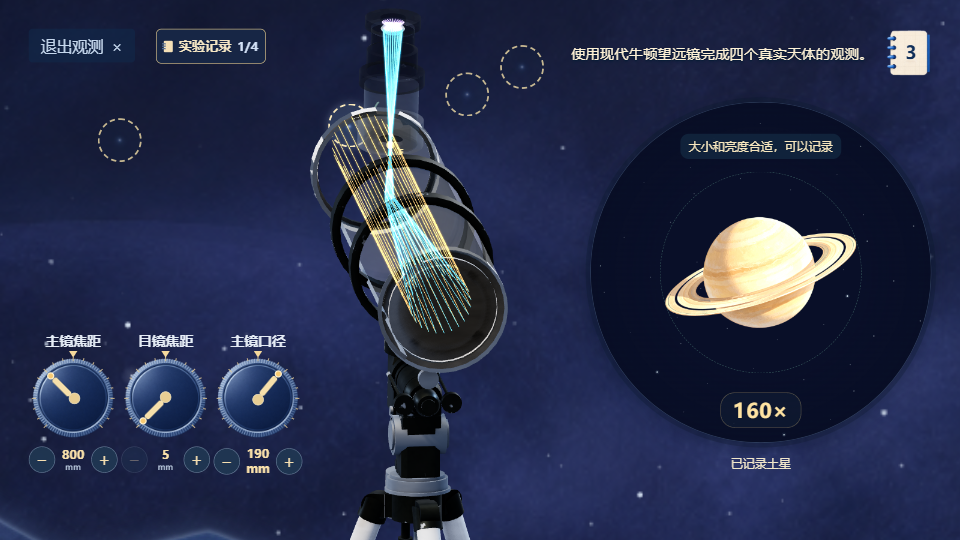 退出观测 ×
实验记录 1/4
使用现代牛顿望远镜完成四个真实天体的观测。
3
大小和亮度合适，可以记录
160×
已记录土星
主镜焦距
目镜焦距
主镜口径
− 800 mm +
− 5 mm +
− 190 mm +